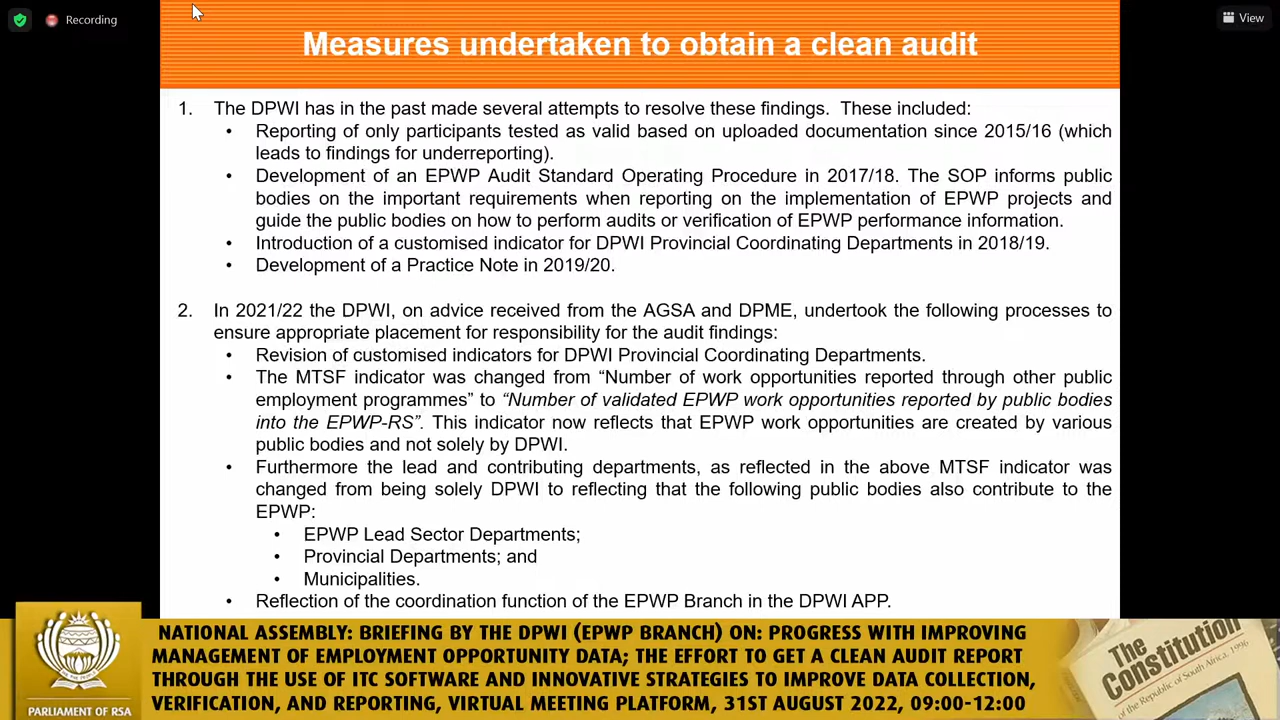 Recording
View
Measures undertaken to obtain a clean audit
1. The DPWI has in the past made several attempts to resolve these findings. These included:
• Reporting of only participants tested as valid based on uploaded documentation since 2015/16 (which
leads to findings for underreporting).
• Development of an EPWP Audit Standard Operating Procedure in 2017/18. The SOP informs public
bodies on the important requirements when reporting on the implementation of EPWP projects and
guide the public bodies on how to perform audits or verification of EPWP performance information.
• Introduction of a customised indicator for DPWI Provincial Coordinating Departments in 2018/19.
• Development of a Practice Note in 2019/20.
2. In 2021/22 the DPWI, on advice received from the AGSA and DPME, undertook the following processes to
ensure appropriate placement for responsibility for the audit findings:
• Revision of customised indicators for DPWI Provincial Coordinating Departments.
• The MTSF indicator was changed from “Number of work opportunities reported through other public
employment programmes” to “Number of validated EPWP work opportunities reported by public bodies
into the EPWP-RS”. This indicator now reflects that EPWP work opportunities are created by various
public bodies and not solely by DPWI.
• Furthermore the lead and contributing departments, as reflected in the above MTSF indicator was
changed from being solely DPWI to reflecting that the following public bodies also contribute to the
EPWP:
• EPWP Lead Sector Departments;
• Provincial Departments; and
• Municipalities.
• Reflection of the coordination function of the EPWP Branch in the DPWI APP.
NATIONAL ASSEMBLY: BRIEFING BY THE DPWI (EPWP BRANCH) ON: PROGRESS WITH IMPROVING
MANAGEMENT OF EMPLOYMENT OPPORTUNITY DATA; THE EFFORT TO GET A CLEAN AUDIT REPORT
THROUGH THE USE OF ITC SOFTWARE AND INNOVATIVE STRATEGIES TO IMPROVE DATA COLLECTION,
VERIFICATION, AND REPORTING, VIRTUAL MEETING PLATFORM, 31ST AUGUST 2022, 09:00-12:00
PARLIAMENT OF RSA
The
Constitution
of the Republic of South Africa, 1996